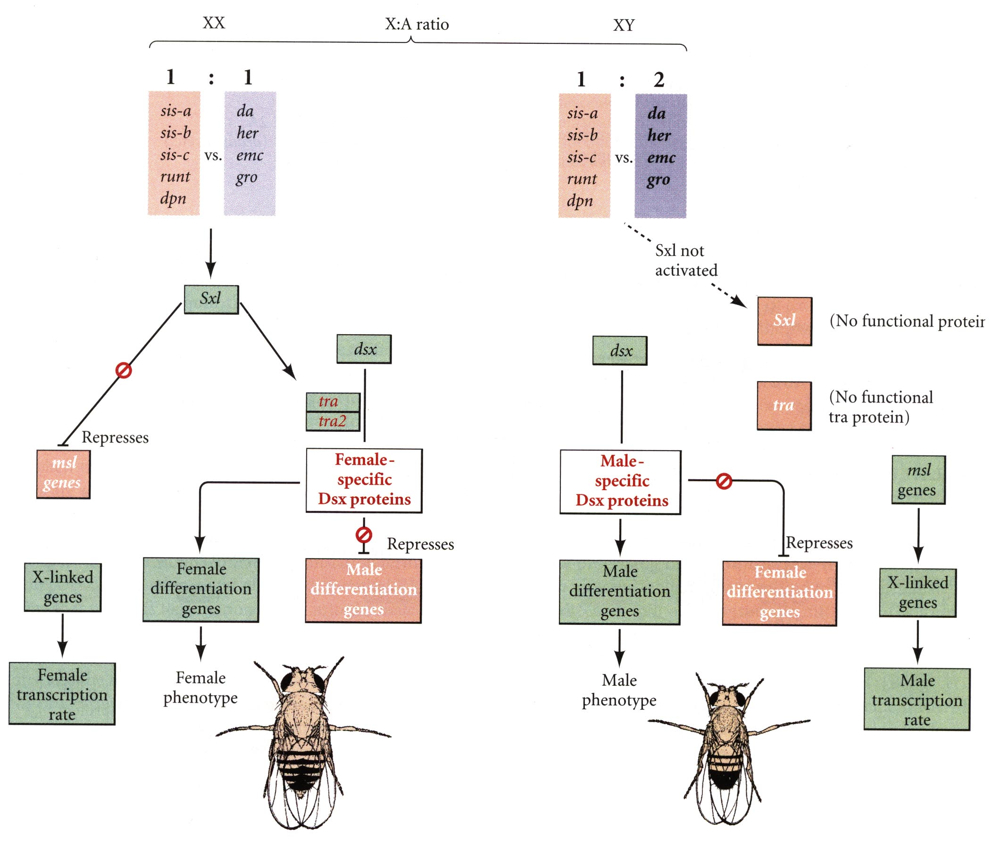 XX
X:A ratio
XY
1 : 1
sis-a
sis-b
sis-c
runt
dpn
vs.
da
her
emc
gro
1 : 2
sis-a
sis-b
sis-c
runt
dpn
vs.
da
her
emc
gro
Sxl
Sxl not
activated
Sxl
(No functional protein
dsx
tra
tra2
Represses
msl
genes
Female-
specific
Dsx proteins
Represses
X-linked
genes
Female
differentiation
genes
Male
differentiation
genes
Female
transcription
rate
Female
phenotype
dsx
tra
(No functional
tra protein)
Male-
specific
Dsx proteins
msl
genes
Represses
Male
differentiation
genes
Female
differentiation
genes
X-linked
genes
Male
phenotype
Male
transcription
rate